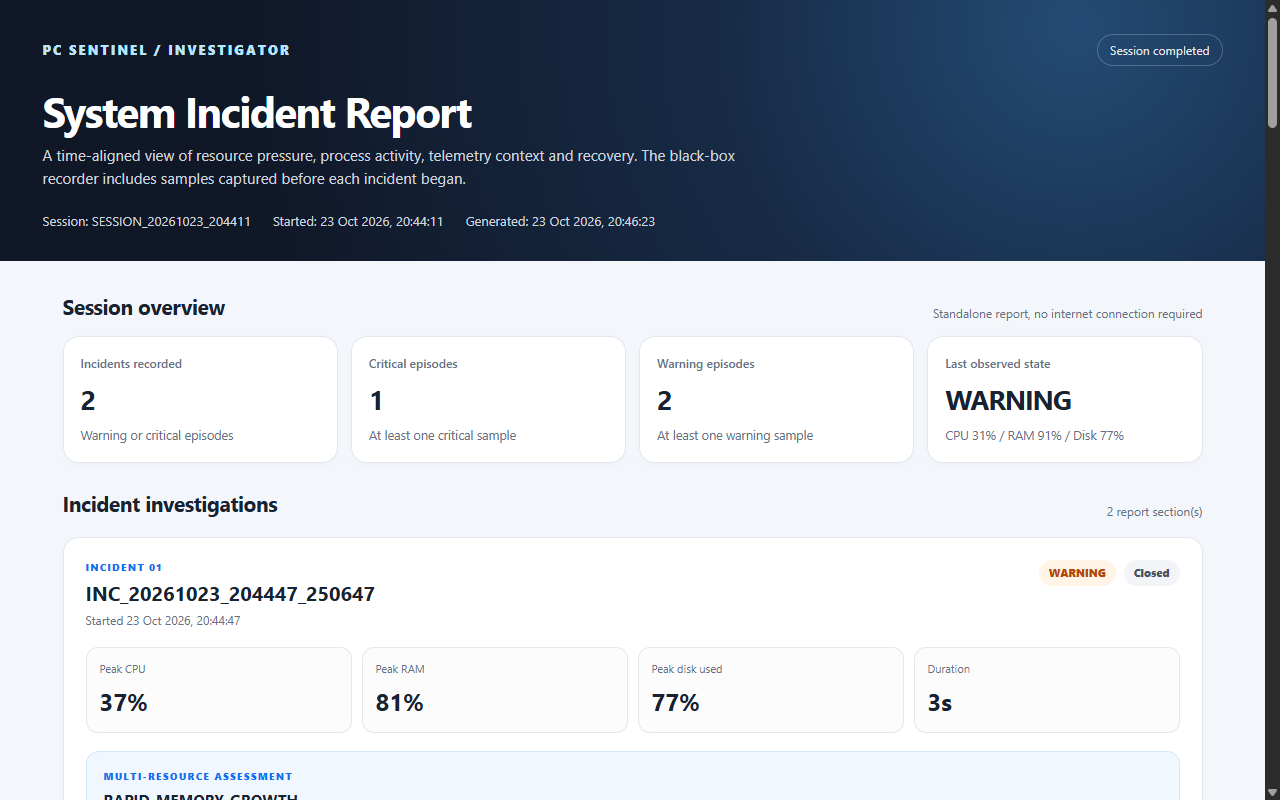 PC SENTINEL / INVESTIGATOR
Session completed
System Incident Report
A time-aligned view of resource pressure, process activity, telemetry context and recovery. The black-box
recorder includes samples captured before each incident began.
Session: SESSION_20261023_204411 Started: 23 Oct 2026, 20:44:11 Generated: 23 Oct 2026, 20:46:23
Session overview
Standalone report, no internet connection required
Incidents recorded
2
Warning or critical episodes
Critical episodes
1
At least one critical sample
Warning episodes
2
At least one warning sample
Last observed state
WARNING
CPU 31% / RAM 91% / Disk 77%
Incident investigations
2 report section(s)
INCIDENT 01
WARNING
Closed
INC_20261023_204447_250647
Started 23 Oct 2026, 20:44:47
Peak CPU
37%
Peak RAM
81%
Peak disk used
77%
Duration
3s
MULTI-RESOURCE ASSESSMENT
RAPID_MEMORY_GROWTH